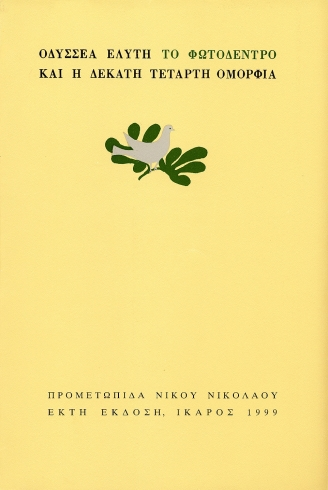 ΟΔΥΣΣΕΑ ΕΛΥΤΗ ΤΟ ΦΩΤΟΔΕΝΤΡΟ
ΚΑΙ Η ΔΕΚΑΤΗ ΤΕΤΑΡΤΗ ΟΜΟΡΦΙΑ
ΠΡΟΜΕΤΩΠΙΔΑ ΝΙΚΟΥ ΝΙΚΟΛΑΟΥ
ΕΚΤΗ ΕΚΔΟΣΗ, ΙΚΑΡΟΣ 1999